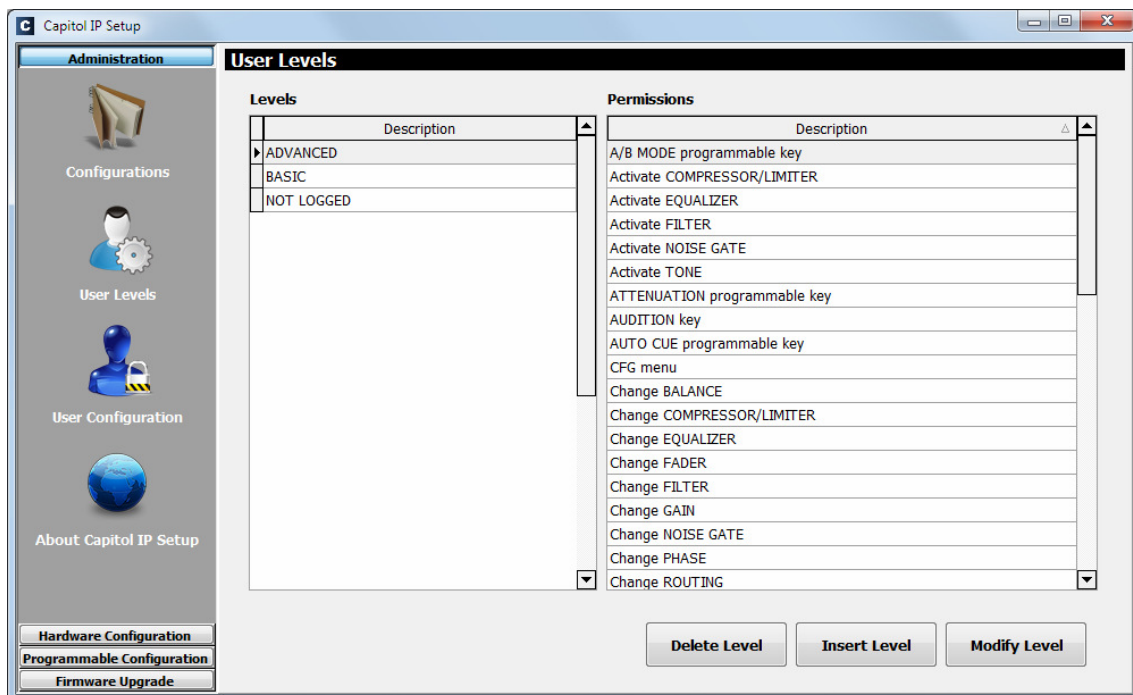 C Capitol IP Setup
Administration
Configurations
User Levels
User Configuration
About Capitol IP Setup
Hardware Configuration
Programmable Configuration
Firmware Upgrade
User Levels
Levels
Description
ADVANCED
BASIC
NOT LOGGED
Permissions
Description
A/B MODE programmable key
Activate COMPRESSOR/LIMITER
Activate EQUALIZER
Activate FILTER
Activate NOISE GATE
Activate TONE
ATTENUATION programmable key
AUDITION key
AUTO CUE programmable key
CFG menu
Change BALANCE
Change COMPRESSOR/LIMITER
Change EQUALIZER
Change FADER
Change FILTER
Change GAIN
Change NOISE GATE
Change PHASE
Change ROUTING
Delete Level
Insert Level
Modify Level